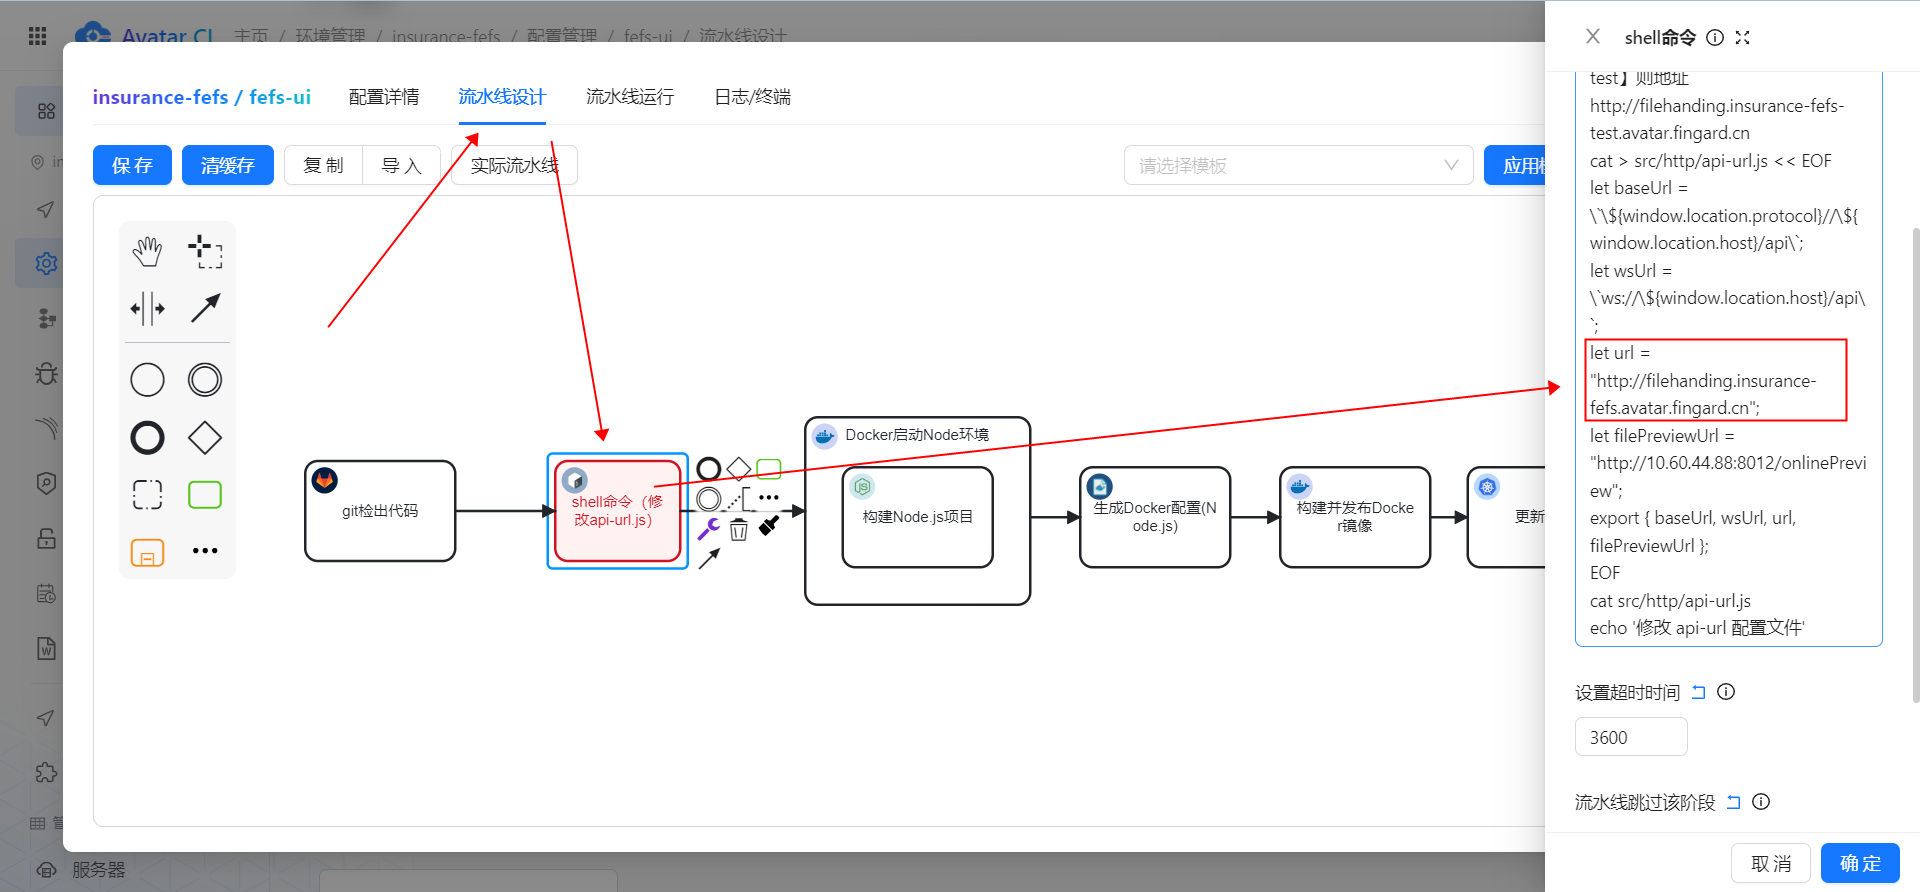 Avatar CI 主页 / 环境管理 / insurance-fefs / 配置管理 / fefs-ui / 流水线设计
insurance-fefs / fefs-ui 配置详情 流水线设计 流水线运行 日志/终端
保 存 清缓存 复 制 导 入 实际流水线 请选择模板
in
git检出代码
shell命令（修
改api-url.js）
Docker启动Node环境
构建Node.js项目
生成Docker配置(N
ode.js)
构建并发布Docke
r镜像
更新
服务器
shell命令
test】则地址
http://filehanding.insurance-fefs-
test.avatar.fingard.cn
cat > src/http/api-url.js << EOF
let baseUrl =
\`\${window.location.protocol}//\${
window.location.host}/api\`;
let wsUrl =
\`ws://\${window.location.host}/api\
`;
let url =
"http://filehanding.insurance-
fefs.avatar.fingard.cn";
let filePreviewUrl =
"http://10.60.44.88:8012/onlinePrevi
ew";
export { baseUrl, wsUrl, url,
filePreviewUrl };
EOF
cat src/http/api-url.js
echo '修改 api-url 配置文件'
设置超时时间
3600
流水线跳过该阶段
取 消 确 定